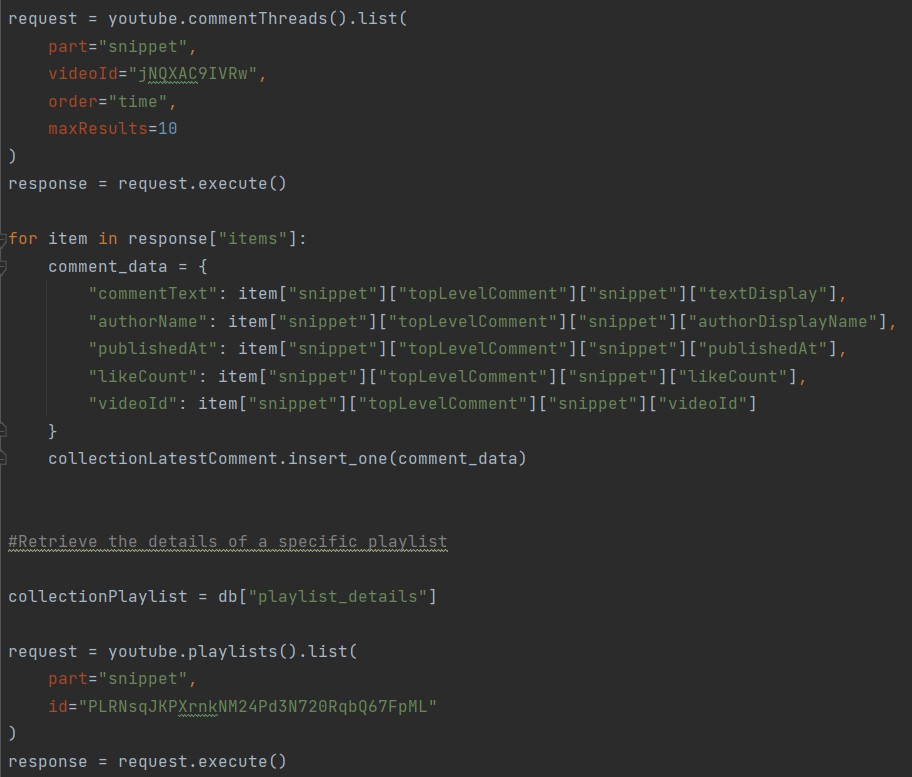 request = youtube.commentThreads().list(
    part="snippet",
    videoId="jNQXAC9IVRw",
    order="time",
    maxResults=10
)
response = request.execute()
for item in response["items"]:
    comment_data = {
        "commentText": item["snippet"]["topLevelComment"]["snippet"]["textDisplay"],
        "authorName": item["snippet"]["topLevelComment"]["snippet"]["authorDisplayName"],
        "publishedAt": item["snippet"]["topLevelComment"]["snippet"]["publishedAt"],
        "likeCount": item["snippet"]["topLevelComment"]["snippet"]["likeCount"],
        "videoId": item["snippet"]["topLevelComment"]["snippet"]["videoId"]
    }
    collectionLatestComment.insert_one(comment_data)
#Retrieve the details of a specific playlist
collectionPlaylist = db["playlist_details"]
request = youtube.playlists().list(
    part="snippet",
    id="PLRNsqJKPXrnkNM24Pd3N720RqbQ67FpML"
)
response = request.execute()